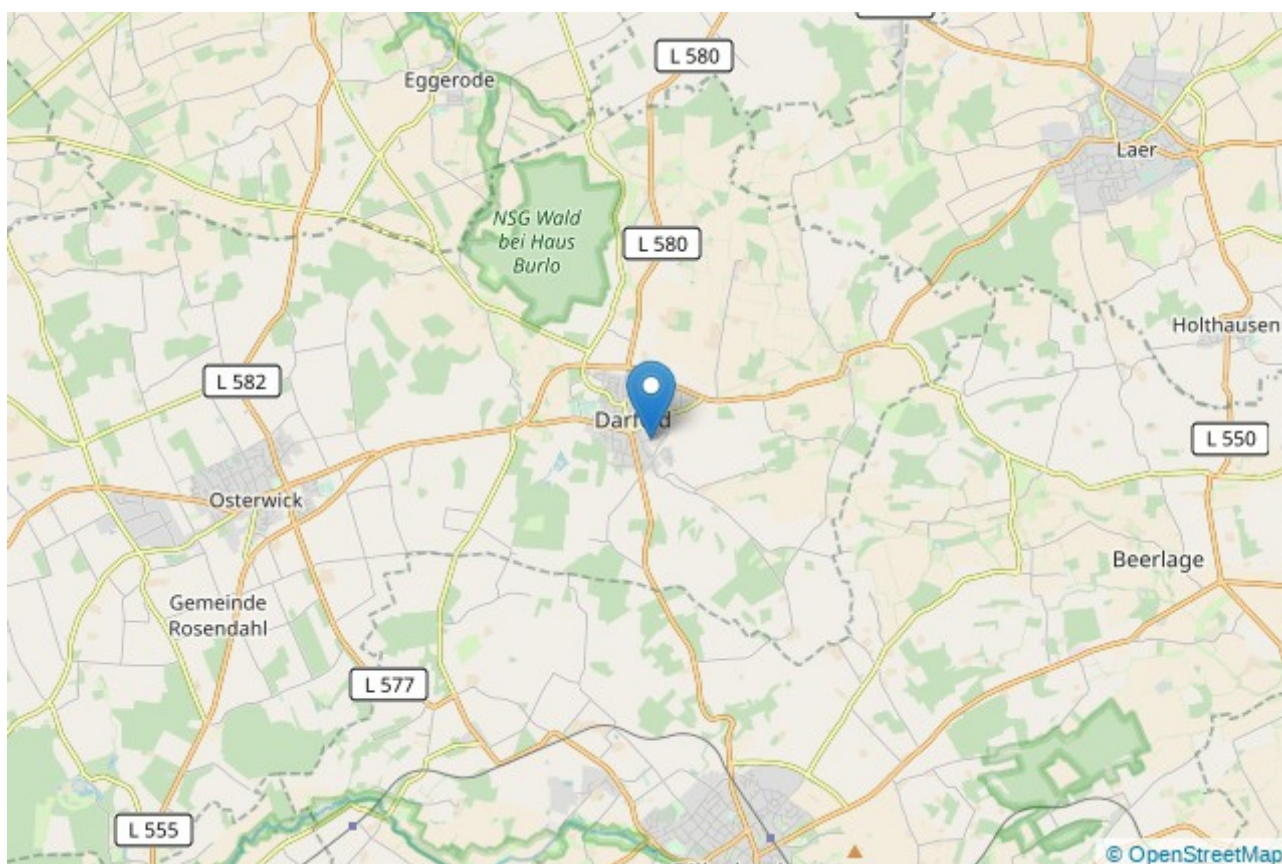 L 580
Eggerode
Laer
NSG Wald
bei Haus
Burlo
L 580
Holthausen
L 582
L 550
Osterwick
Beerlage
Gemeinde
Rosendahl
L 577
L 555
© OpenStreetMap